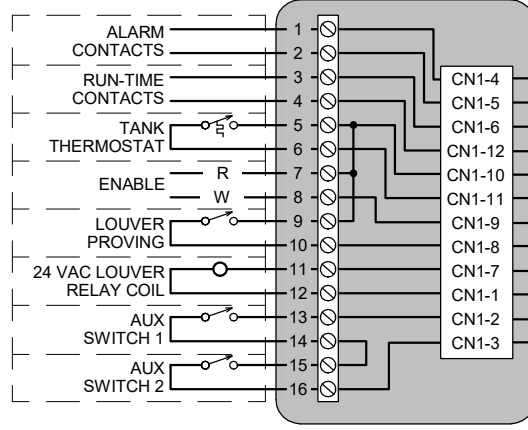 ALARM
CONTACTS
RUN-TIME
CONTACTS
TANK
THERMOSTAT
ENABLE
R
W
LOUVER
PROVING
24 VAC LOUVER
RELAY COIL
AUX
SWITCH 1
AUX
SWITCH 2
1
2
3
4
5
6
7
8
9
10
11
12
13
14
15
16
CN1-4
CN1-5
CN1-6
CN1-12
CN1-10
CN1-11
CN1-9
CN1-8
CN1-7
CN1-1
CN1-2
CN1-3